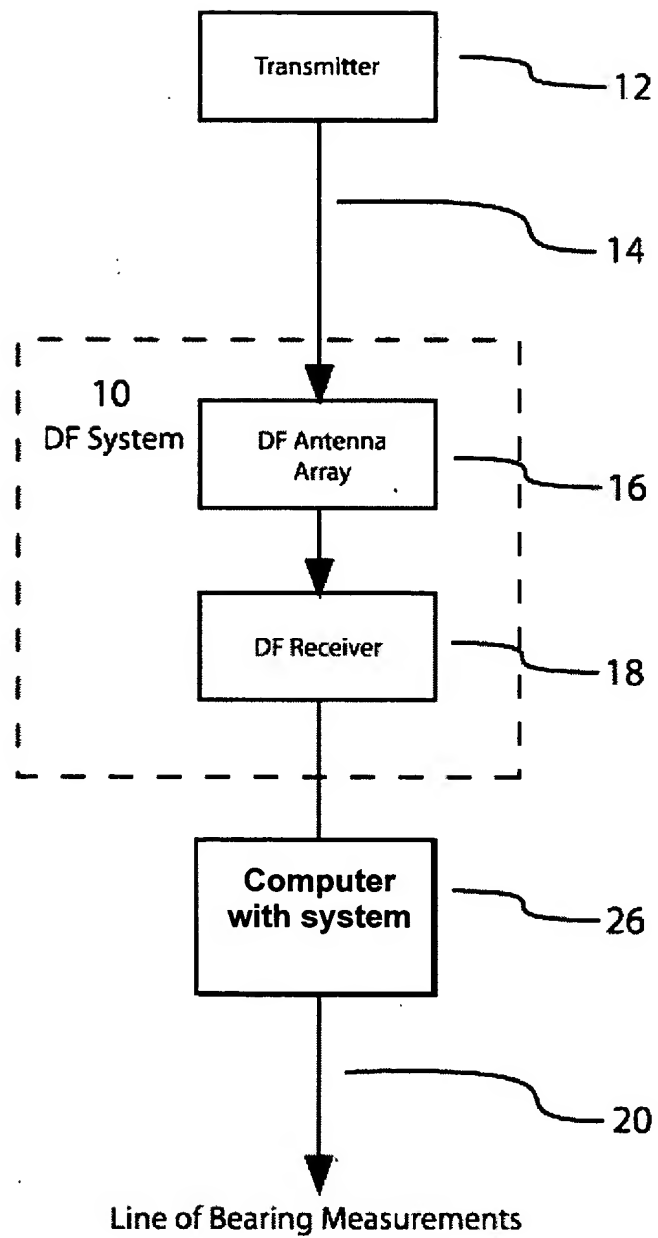 Transmitter
12
14
10
DF System
DF Antenna
Array
16
DF Receiver
18
Computer
with system
26
20
Line of Bearing Measurements